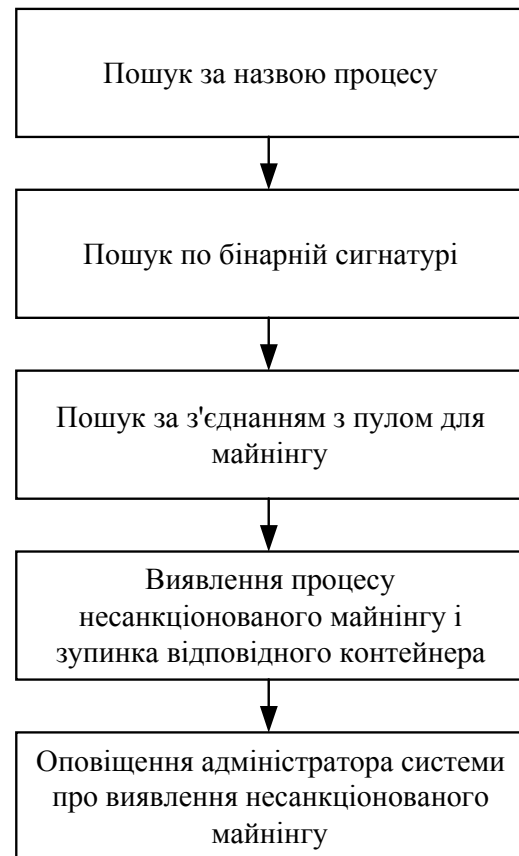 Пошук за назвою процесу
Пошук по бінарній сигнатурі
Пошук за з'єднанням з пулом для
майнінгу
Виявлення процесу
несанкціонованого майнінгу і
зупинка відповідного контейнера
Оповіщення адміністратора системи
про виявлення несанкціонованого
майнінгу